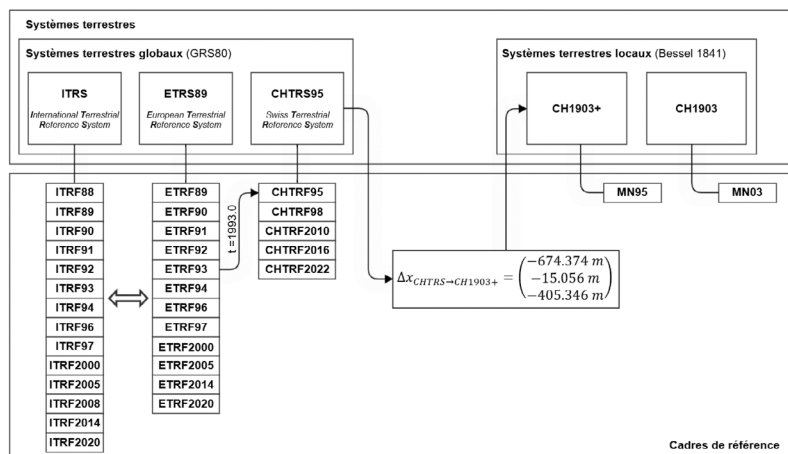 Systèmes terrestres
Systèmes terrestres globaux (GRS80)
ITRS
International Terrestrial
Reference System
ETRS89
European Terrestrial
Reference System
CHTRS95
Swiss Terrestrial
Reference System
Systèmes terrestres locaux (Bessel 1841)
CH1903+
CH1903
ITRF88
ITRF89
ITRF90
ITRF91
ITRF92
ITRF93
ITRF94
ITRF96
ITRF97
ITRF2000
ITRF2005
ITRF2008
ITRF2014
ITRF2020
ETRF89
ETRF90
ETRF91
ETRF92
ETRF93
ETRF94
ETRF96
ETRF97
ETRF2000
ETRF2005
ETRF2014
ETRF2020
t =1993.0
CHTRF95
CHTRF98
CHTRF2010
CHTRF2016
CHTRF2022
MN95
MN03
−674.374 m
Δx CHTRS→CH1903+ = −15.056 m
−405.346 m
Cadres de référence